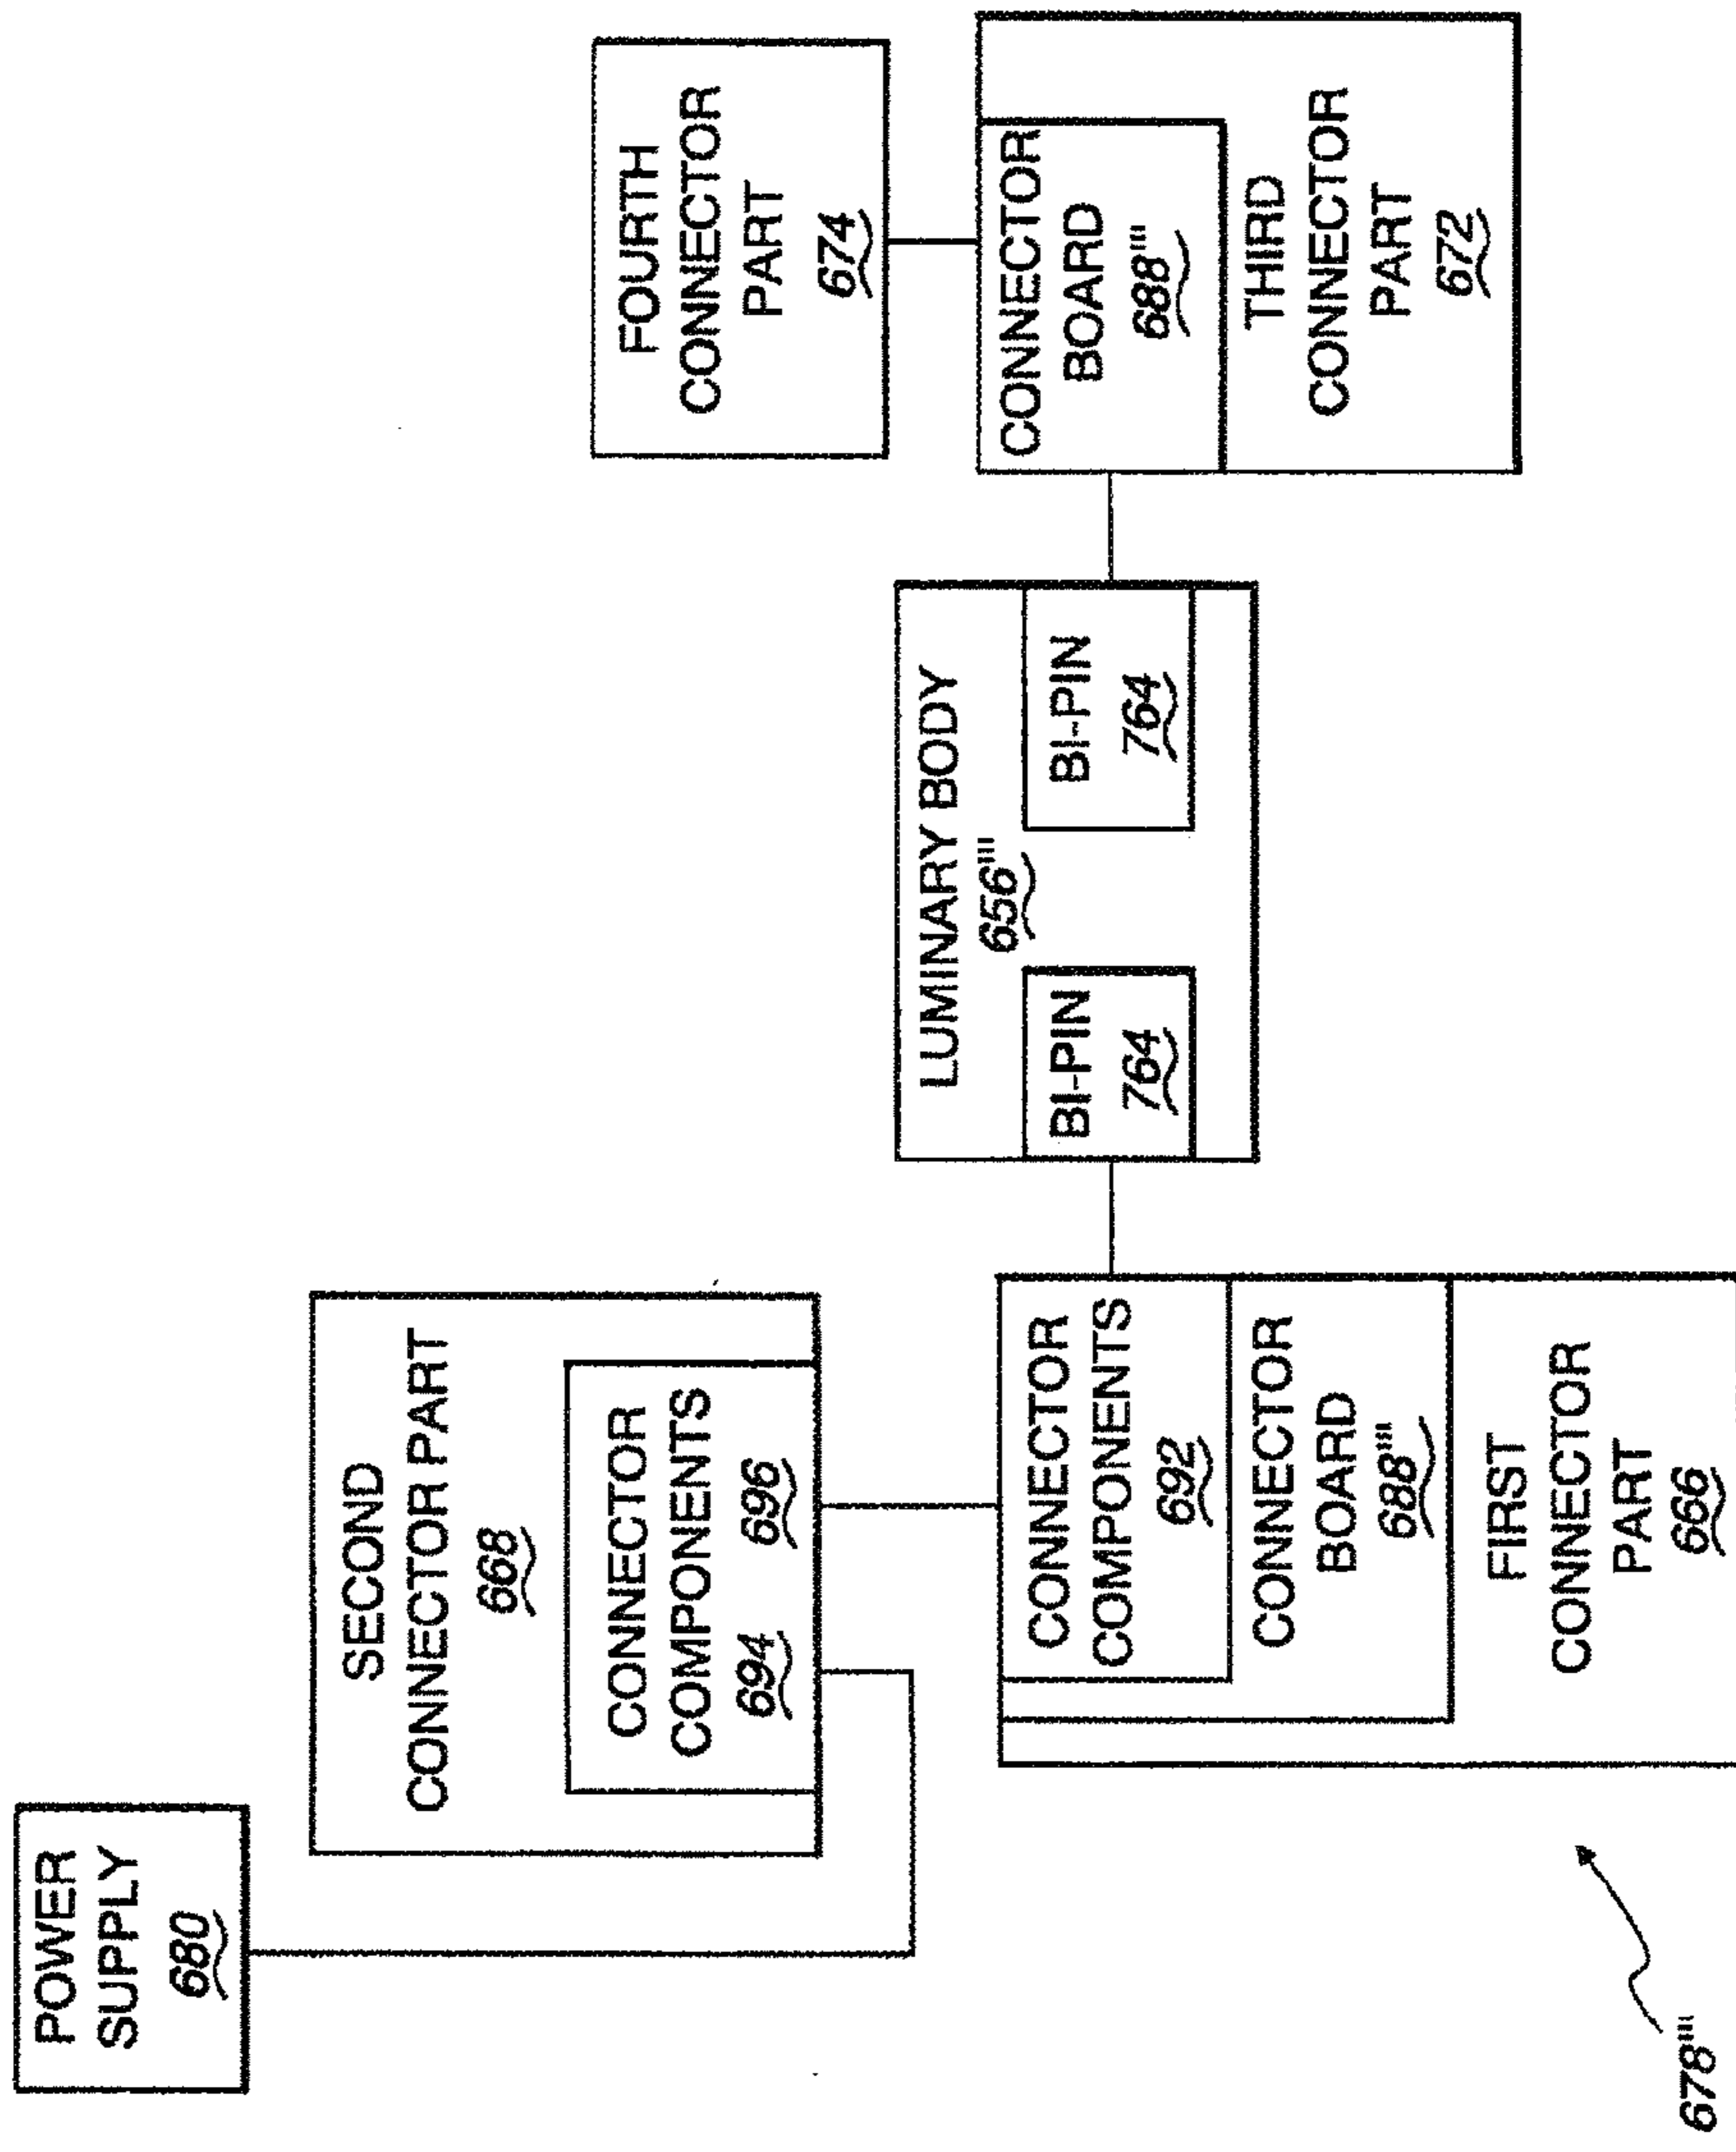 POWER
SUPPLY
680
SECOND
CONNECTOR PART
668
CONNECTOR
COMPONENTS
694 696
FOURTH
CONNECTOR
PART
674
LUMINARY BODY
656''''
BI-PIN
764
BI-PIN
764
CONNECTOR
COMPONENTS
692
CONNECTOR
BOARD
688''''
FIRST
CONNECTOR
PART
666
CONNECTOR
BOARD
688''''
THIRD
CONNECTOR
PART
672
678''''